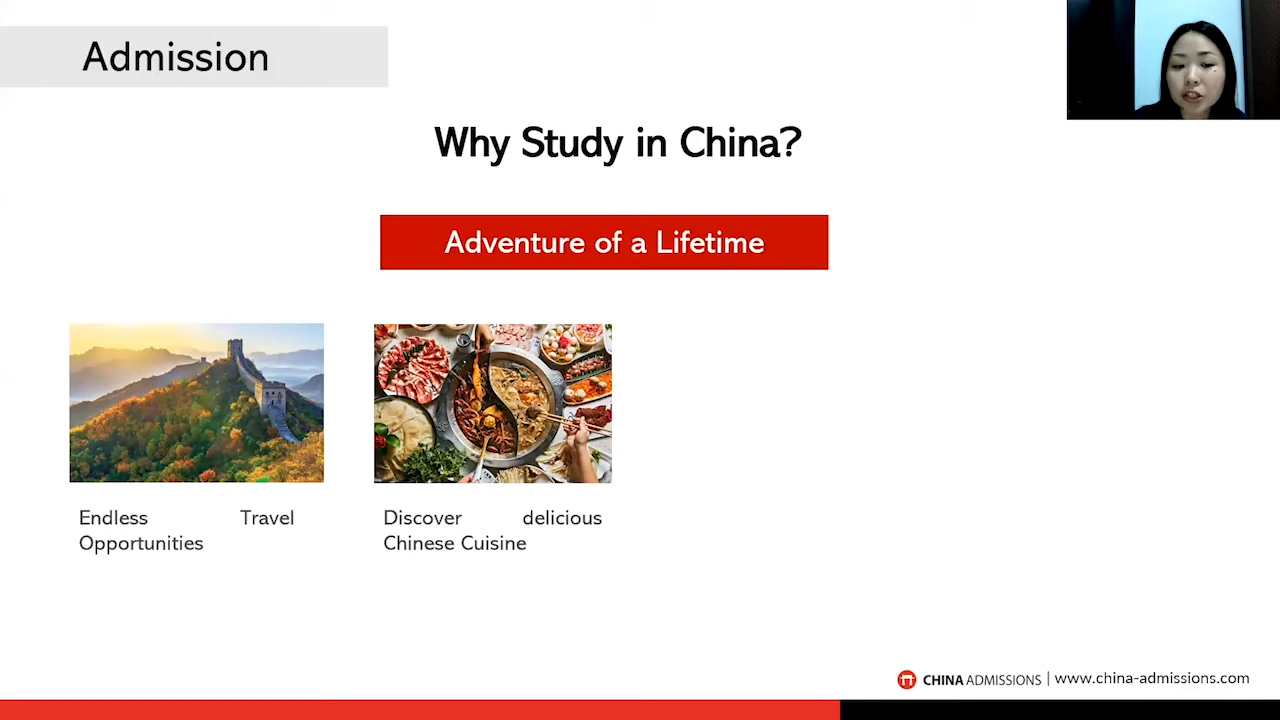 Admission
Why Study in China?
Adventure of a Lifetime
Endless Travel
Opportunities
Discover delicious
Chinese Cuisine
CHINA ADMISSIONS | www.china-admissions.com